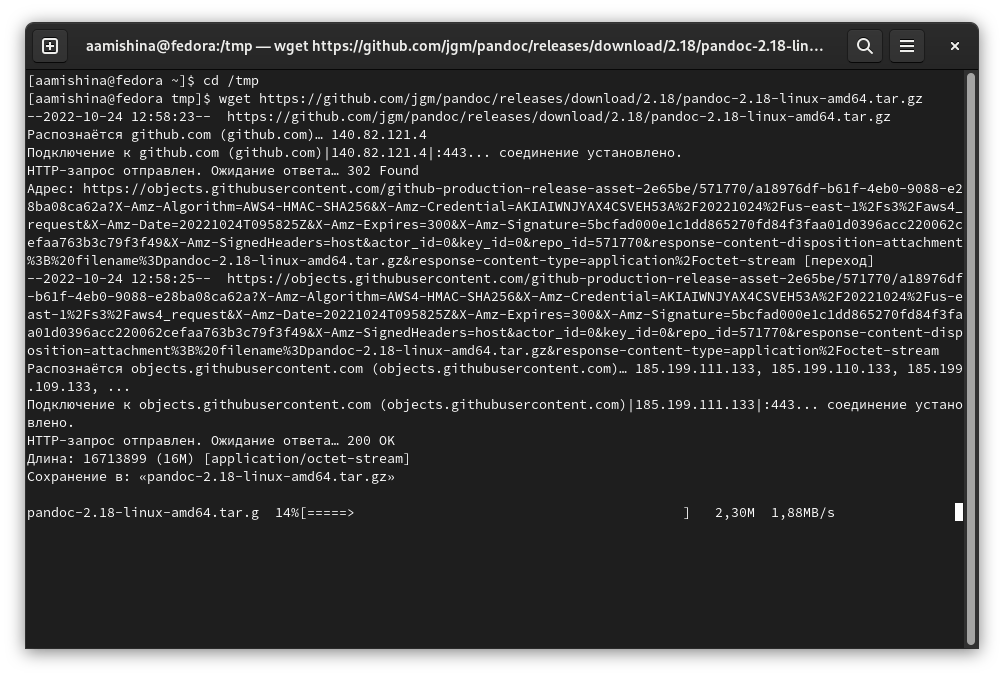 aamishina@fedora:/tmp — wget https://github.com/jgm/pandoc/releases/download/2.18/pandoc-2.18-lin…
[aamishina@fedora ~]$ cd /tmp
[aamishina@fedora tmp]$ wget https://github.com/jgm/pandoc/releases/download/2.18/pandoc-2.18-linux-amd64.tar.gz
--2022-10-24 12:58:23--  https://github.com/jgm/pandoc/releases/download/2.18/pandoc-2.18-linux-amd64.tar.gz
Распознаётся github.com (github.com)… 140.82.121.4
Подключение к github.com (github.com)|140.82.121.4|:443... соединение установлено.
HTTP-запрос отправлен. Ожидание ответа… 302 Found
Адрес: https://objects.githubusercontent.com/github-production-release-asset-2e65be/571770/a18976df-b61f-4eb0-9088-e2
8ba08ca62a?X-Amz-Algorithm=AWS4-HMAC-SHA256&X-Amz-Credential=AKIAIWNJYAX4CSVEH53A%2F20221024%2Fus-east-1%2Fs3%2Faws4_
request&X-Amz-Date=20221024T095825Z&X-Amz-Expires=300&X-Amz-Signature=5bcfad000e1c1dd865270fd84f3faa01d0396acc220062c
efaa763b3c79f3f49&X-Amz-SignedHeaders=host&actor_id=0&key_id=0&repo_id=571770&response-content-disposition=attachment
%3B%20filename%3Dpandoc-2.18-linux-amd64.tar.gz&response-content-type=application%2Foctet-stream [переход]
--2022-10-24 12:58:25--  https://objects.githubusercontent.com/github-production-release-asset-2e65be/571770/a18976df
-b61f-4eb0-9088-e28ba08ca62a?X-Amz-Algorithm=AWS4-HMAC-SHA256&X-Amz-Credential=AKIAIWNJYAX4CSVEH53A%2F20221024%2Fus-e
ast-1%2Fs3%2Faws4_request&X-Amz-Date=20221024T095825Z&X-Amz-Expires=300&X-Amz-Signature=5bcfad000e1c1dd865270fd84f3fa
a01d0396acc220062cefaa763b3c79f3f49&X-Amz-SignedHeaders=host&actor_id=0&key_id=0&repo_id=571770&response-content-disp
osition=attachment%3B%20filename%3Dpandoc-2.18-linux-amd64.tar.gz&response-content-type=application%2Foctet-stream
Распознаётся objects.githubusercontent.com (objects.githubusercontent.com)… 185.199.111.133, 185.199.110.133, 185.199
.109.133, ...
Подключение к objects.githubusercontent.com (objects.githubusercontent.com)|185.199.111.133|:443... соединение устано
влено.
HTTP-запрос отправлен. Ожидание ответа… 200 OK
Длина: 16713899 (16M) [application/octet-stream]
Сохранение в: «pandoc-2.18-linux-amd64.tar.gz»
pandoc-2.18-linux-amd64.tar.g  14%[=====>                                         ]   2,30M  1,88MB/s